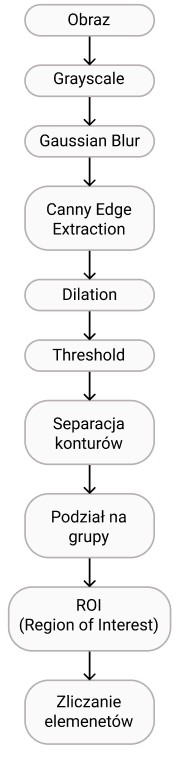 Obraz
Grayscale
Gaussian Blur
Canny Edge
Extraction
Dilation
Threshold
Separacja
konturów
Podział na
grupy
ROI
(Region of Interest)
Zliczanie
elemenetów